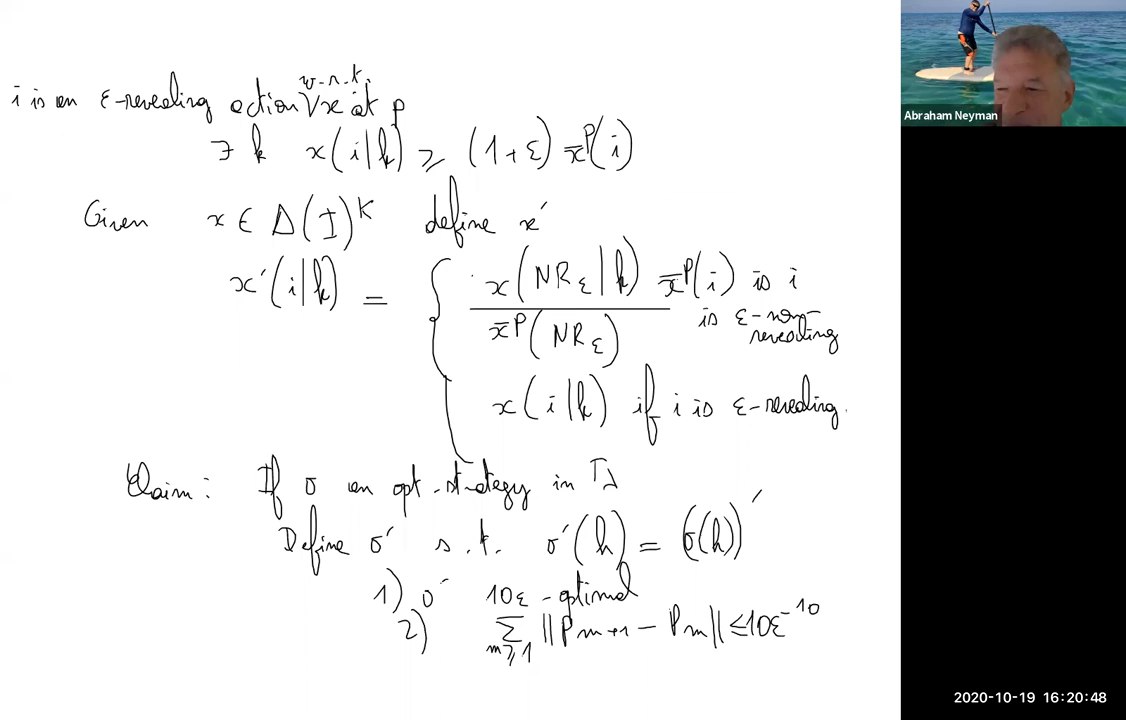 i is an ε-revealing action w.r.t. x at p
∃ k x(i|k) ≥ (1+ε) x̄^p(i)
Given x ∈ Δ(I)^K define x′
x′(i|k) = { x(NR_ε|k) / x̄^p(NR_ε) x̄^p(i) is i
is ε-non-
revealing
x(i|k) if i is ε-revealing.
Claim: If σ an opt. strategy in Γλ
Define σ′ s.t. σ′(h) = (σ(h))′
1) σ′ 10ε-optimal
2) Σ_{m≥1} ||P_{m+1} - P_m|| ≤ 10ε^{-10}
Abraham Neyman
2020-10-19 16:20:48